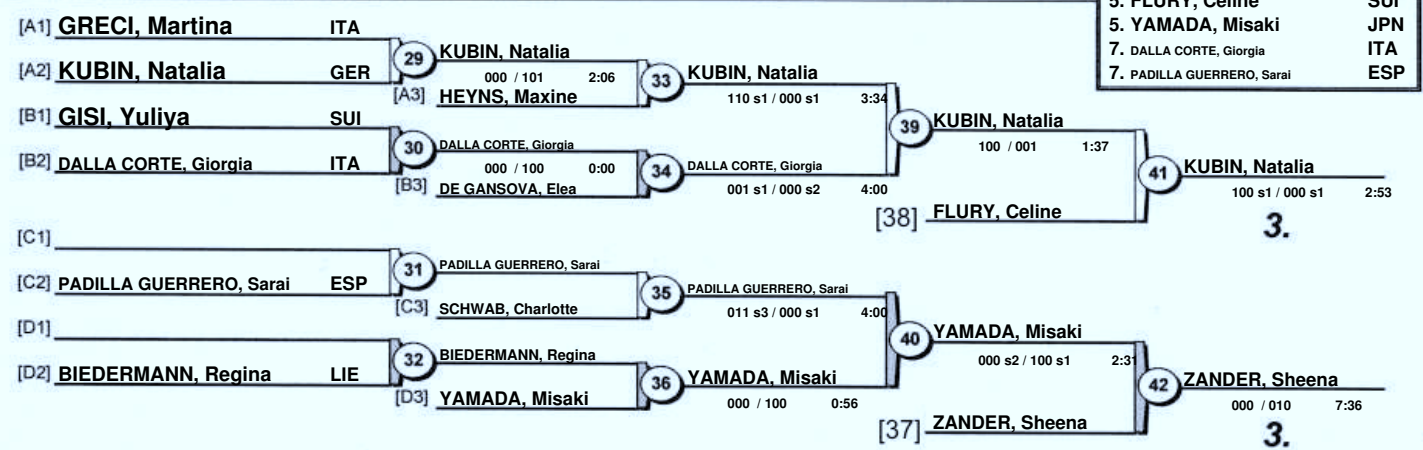 5. FLURY, Celine SUI
5. YAMADA, Misaki JPN
7. DALLA CORTE, Giorgia ITA
7. PADILLA GUERRERO, Sarai ESP
[A1] GRECI, Martina ITA
29
KUBIN, Natalia
000 / 101 2:06
[A2] KUBIN, Natalia GER
[A3] HEYNS, Maxine
33
KUBIN, Natalia
110 s1 / 000 s1 3:34
[B1] GISI, Yuliya SUI
30
DALLA CORTE, Giorgia
000 / 100 0:00
[B2] DALLA CORTE, Giorgia ITA
[B3] DE GANSOVA, Elea
34
DALLA CORTE, Giorgia
001 s1 / 000 s2 4:00
39
KUBIN, Natalia
100 / 001 1:37
[38] FLURY, Celine
41
KUBIN, Natalia
100 s1 / 000 s1 2:53
3.
[C1]
31
PADILLA GUERRERO, Sarai
[C2] PADILLA GUERRERO, Sarai ESP
[C3] SCHWAB, Charlotte
35
PADILLA GUERRERO, Sarai
011 s3 / 000 s1 4:00
[D1]
32
BIEDERMANN, Regina
[D2] BIEDERMANN, Regina LIE
[D3] YAMADA, Misaki
36
YAMADA, Misaki
000 / 100 0:56
40
YAMADA, Misaki
000 s2 / 100 s1 2:31
[37] ZANDER, Sheena
42
ZANDER, Sheena
000 / 010 7:36
3.